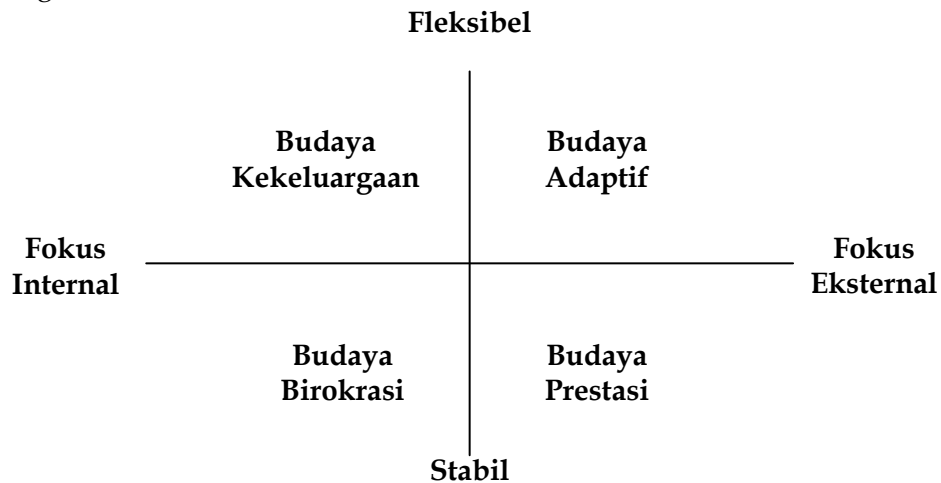 Fleksibel
Budaya
Kekeluargaan
Budaya
Adaptif
Fokus
Internal
Fokus
Eksternal
Budaya
Birokrasi
Budaya
Prestasi
Stabil